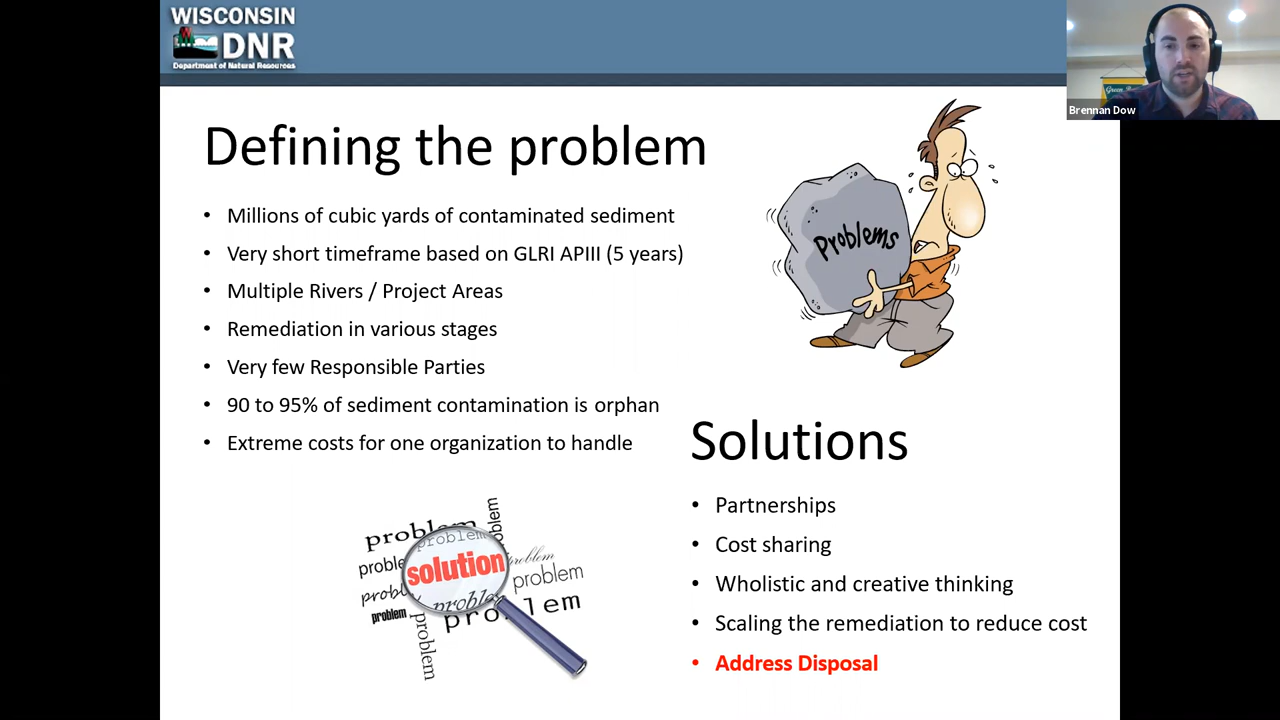 WISCONSIN
DNR
Department of Natural Resources
Green
Brennan Dow
Defining the problem
• Millions of cubic yards of contaminated sediment
• Very short timeframe based on GLRI APIII (5 years)
• Multiple Rivers / Project Areas
• Remediation in various stages
• Very few Responsible Parties
• 90 to 95% of sediment contamination is orphan
• Extreme costs for one organization to handle
Problems
Solutions
• Partnerships
• Cost sharing
• Wholistic and creative thinking
• Scaling the remediation to reduce cost
• Address Disposal
problem
problem
solution
problem
problem
problem
problem
problem